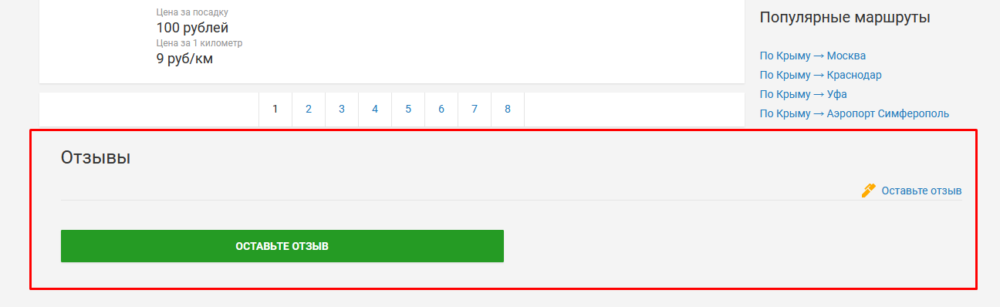 Цена за посадку
100 рублей
Цена за 1 километр
9 руб/км
1 2 3 4 5 6 7 8
Популярные маршруты
По Крыму → Москва
По Крыму → Краснодар
По Крыму → Уфа
По Крыму → Аэропорт Симферополь
Отзывы
Оставьте отзыв
ОСТАВЬТЕ ОТЗЫВ